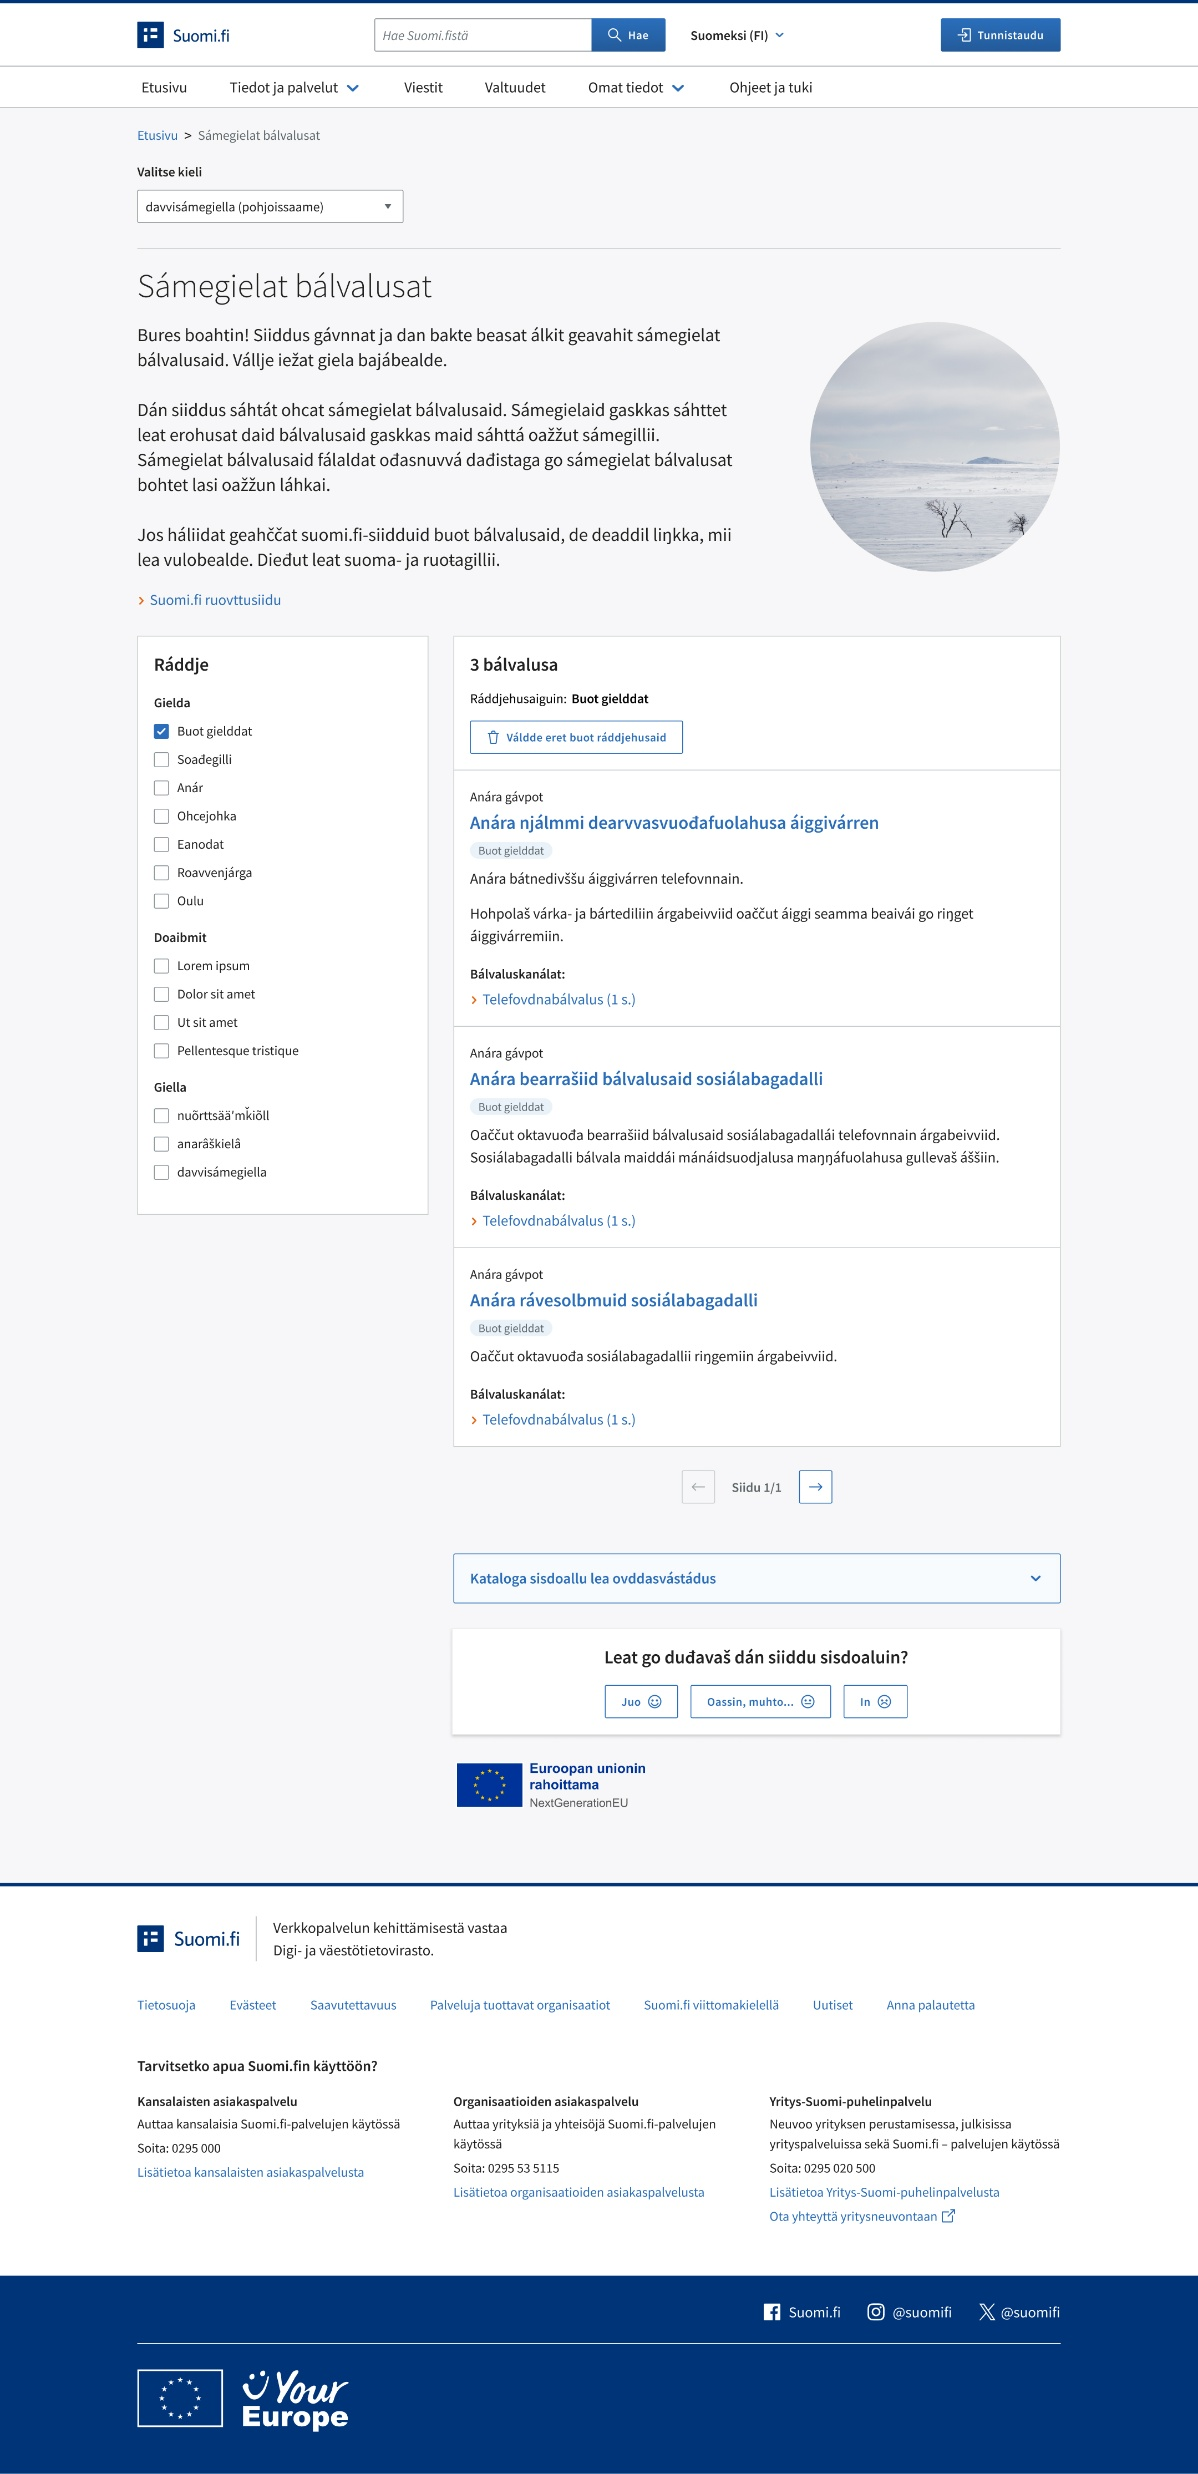 Suomi.fi
Hae Suomi.fistä
Hae
Suomeksi (FI)
Tunnistaudu
Etusivu
Tiedot ja palvelut
Viestit
Valtuudet
Omat tiedot
Ohjeet ja tuki
Etusivu > Sámegielat bálvalusat
Valitse kieli
davvisámegiella (pohjoissaame)
Sámegielat bálvalusat
Bures boahtin! Siiddus gávnnat ja dan bakte beasat álkit geavahit sámegielat
bálvalusaid. Vállje iežat giela bajábealde.
Dán siiddus sáhtát ohcat sámegielat bálvalusaid. Sámegielaid gaskkas sáhttet
leat erohusat daid bálvalusaid gaskkas maid sáhttá oažžut sámegillii.
Sámegielat bálvalusaid fálaldat ođasnuvvá dađistaga go sámegielat bálvalusat
bohtet lasi oažžun láhkai.
Jos háliidat geahččat suomi.fi-siidduid buot bálvalusaid, de deaddil liŋkka, mii
lea vulobealde. Dieđut leat suoma- ja ruoŧagillii.
Suomi.fi ruovttusiidu
Ráddje
Gielda
Buot gielddat
Soađegilli
Anár
Ohcejohka
Eanodat
Roavvenjárga
Oulu
Doaibmit
Lorem ipsum
Dolor sit amet
Ut sit amet
Pellentesque tristique
Giella
nuõrttsääʹmǩiõll
anarâškielâ
davvisámegiella
3 bálvalusa
Ráddjehusaiguin: Buot gielddat
Váldde eret buot ráddjehusaid
Anára gávpot
Anára njálmmi dearvvasvuođafuolahusa áiggivárren
Buot gielddat
Anára bátnedivššu áiggivárren telefovnnain.
Hohpolaš várka- ja bártediliin árgabeivviid oaččut áiggi seamma beaivái go riŋget
áiggivárremiin.
Bálvaluskanálat:
Telefovdnabálvalus (1 s.)
Anára gávpot
Anára bearrašiid bálvalusaid sosiálabagadalli
Buot gielddat
Oaččut oktavuođa bearrašiid bálvalusaid sosiálabagadallái telefovnnain árgabeivviid.
Sosiálabagadalli bálvala maiddái mánáidsuodjalusa maŋŋáfuolahusa gullevaš áššiin.
Bálvaluskanálat:
Telefovdnabálvalus (1 s.)
Anára gávpot
Anára rávesolbmuid sosiálabagadalli
Buot gielddat
Oaččut oktavuođa sosiálabagadallii riŋgemiin árgabeivviid.
Bálvaluskanálat:
Telefovdnabálvalus (1 s.)
Siidu 1/1
Kataloga sisdoallu lea ovddasvástádus
Leat go duđavaš dán siiddu sisdoaluin?
Juo
Oassin, muhto...
In
Euroopan unionin
rahoittama
NextGenerationEU
Suomi.fi
Verkkopalvelun kehittämisestä vastaa
Digi- ja väestötietovirasto.
Tietosuoja
Evästeet
Saavutettavuus
Palveluja tuottavat organisaatiot
Suomi.fi viittomakielellä
Uutiset
Anna palautetta
Tarvitsetko apua Suomi.fin käyttöön?
Kansalaisten asiakaspalvelu
Auttaa kansalaisia Suomi.fi-palvelujen käytössä
Soita: 0295 000
Lisätietoa kansalaisten asiakaspalvelusta
Organisaatioiden asiakaspalvelu
Auttaa yrityksiä ja yhteisöjä Suomi.fi-palvelujen
käytössä
Soita: 0295 53 5115
Lisätietoa organisaatioiden asiakaspalvelusta
Yritys-Suomi-puhelinpalvelu
Neuvoo yrityksen perustamisessa, julkisissa
yrityspalveluissa sekä Suomi.fi – palvelujen käytössä
Soita: 0295 020 500
Lisätietoa Yritys-Suomi-puhelinpalvelusta
Ota yhteyttä yritysneuvontaan
Suomi.fi
@suomifi
@suomifi
Your
Europe